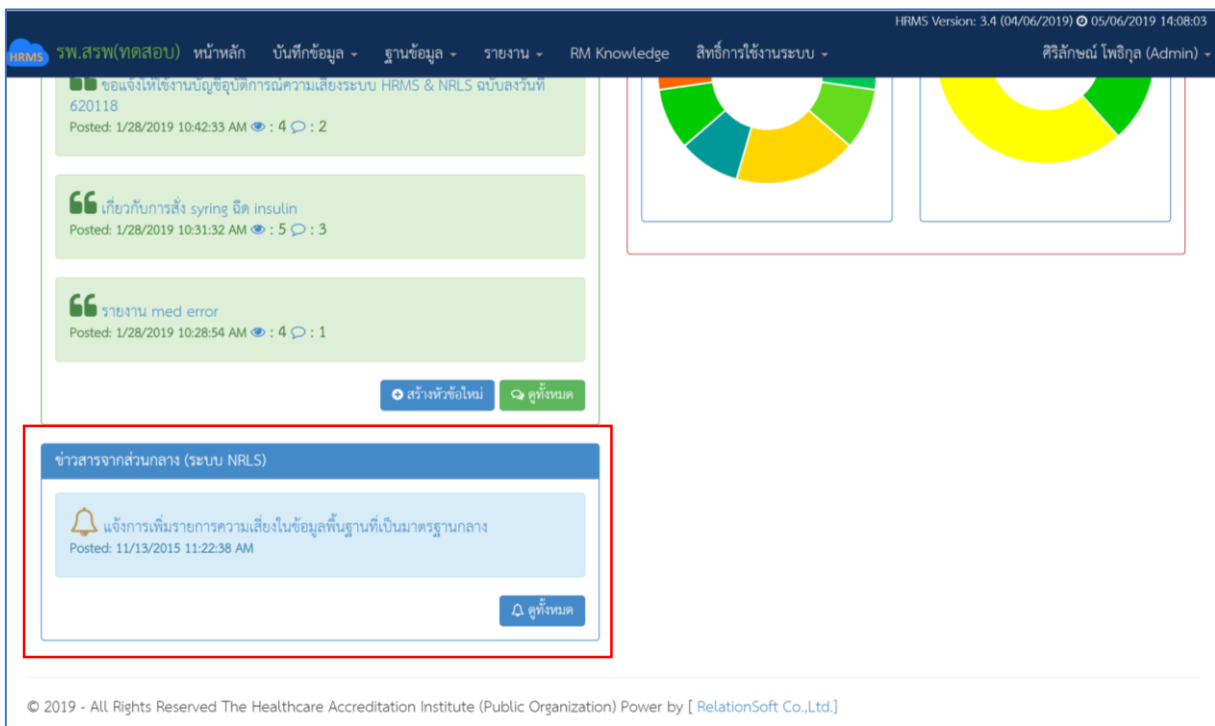 HRMS Version: 3.4 (04/06/2019) 05/06/2019 14:08:03
HRMS รพ.สรพ(ทดสอบ) หน้าหลัก บันทึกข้อมูล ฐานข้อมูล รายงาน RM Knowledge สิทธิ์การใช้งานระบบ ศิริลักษณ์ โพธิกุล (Admin)
ขอแจ้งให้ใช้งานบัญชีอุบัติการณ์ความเสี่ยงระบบ HRMS & NRLS ฉบับลงวันที่
620118
Posted: 1/28/2019 10:42:33 AM : 4 : 2
เกี่ยวกับการสั่ง syring ฉีด insulin
Posted: 1/28/2019 10:31:32 AM : 5 : 3
รายงาน med error
Posted: 1/28/2019 10:28:54 AM : 4 : 1
สร้างหัวข้อใหม่ ดูทั้งหมด
ข่าวสารจากส่วนกลาง (ระบบ NRLS)
แจ้งการเพิ่มรายการความเสี่ยงในข้อมูลพื้นฐานที่เป็นมาตรฐานกลาง
Posted: 11/13/2015 11:22:38 AM
ดูทั้งหมด
© 2019 - All Rights Reserved The Healthcare Accreditation Institute (Public Organization) Power by [ RelationSoft Co.,Ltd.]